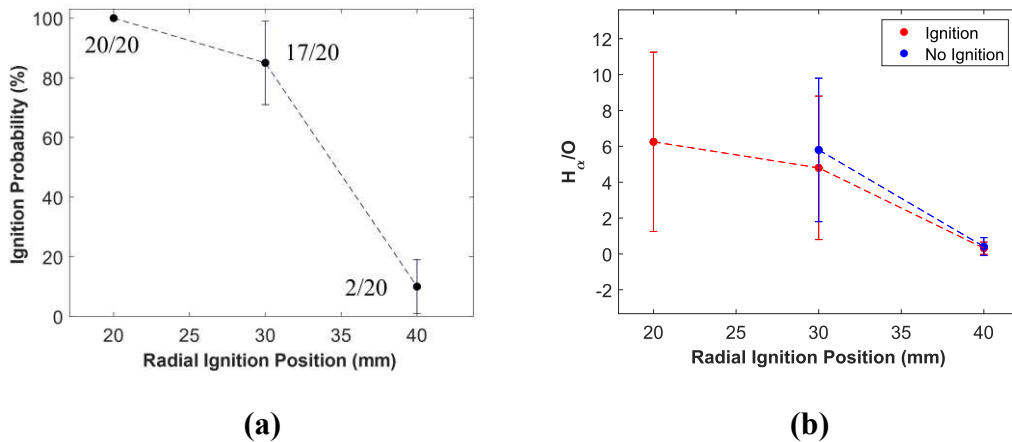 100
80
60
40
20
0
Ignition Probability (%)
20/20
17/20
2/20
20 25 30 35 40
Radial Ignition Position (mm)
(a)
12
10
8
6
4
2
0
-2
Hα/O
Ignition
No Ignition
20 25 30 35 40
Radial Ignition Position (mm)
(b)